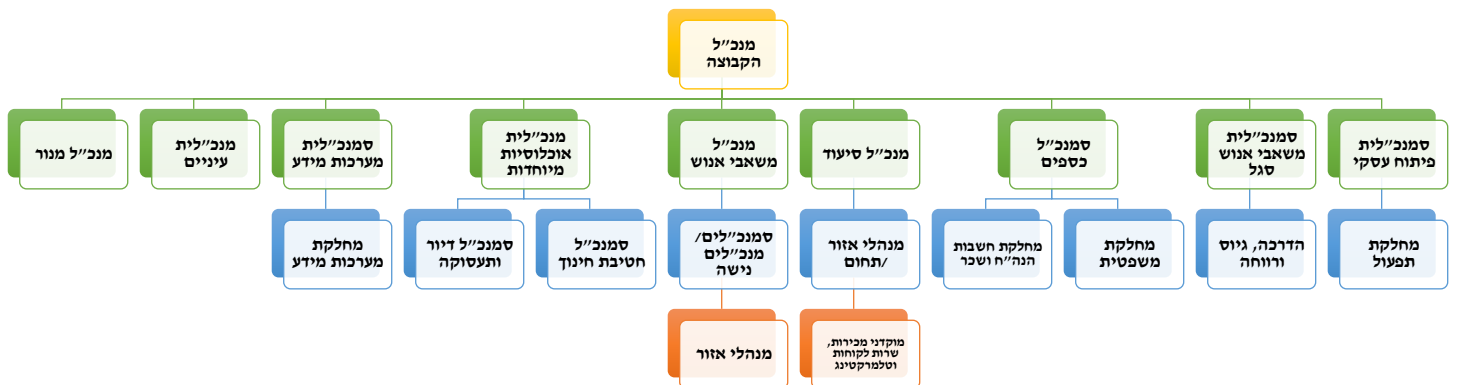 מנכ"ל
הקבוצה
סמנכ"לית
פיתוח עסקי
סמנכ"לית
משאבי אנוש
סגל
סמנכ"ל
כספים
מנכ"ל סיעוד
מנכ"ל
משאבי אנוש
מנכ"לית
אוכלוסיות
מיוחדות
סמנכ"לית
מערכות מידע
מנכ"לית
עיניים
מנכ"ל מנור
מחלקת
תפעול
הדרכה, גיוס
ורווחה
מחלקת
משפטית
מחלקת חשבות
הנה"ח ושכר
מנהלי אזור
/תחום
סמנכ"לים/
מנכ"לים
נישה
סמנכ"ל
חטיבת חינוך
סמנכ"ל דיור
ותעסוקה
מחלקת
מערכות מידע
מוקדני מכירות,
שרות לקוחות
וטלמרקטינג
מנהלי אזור